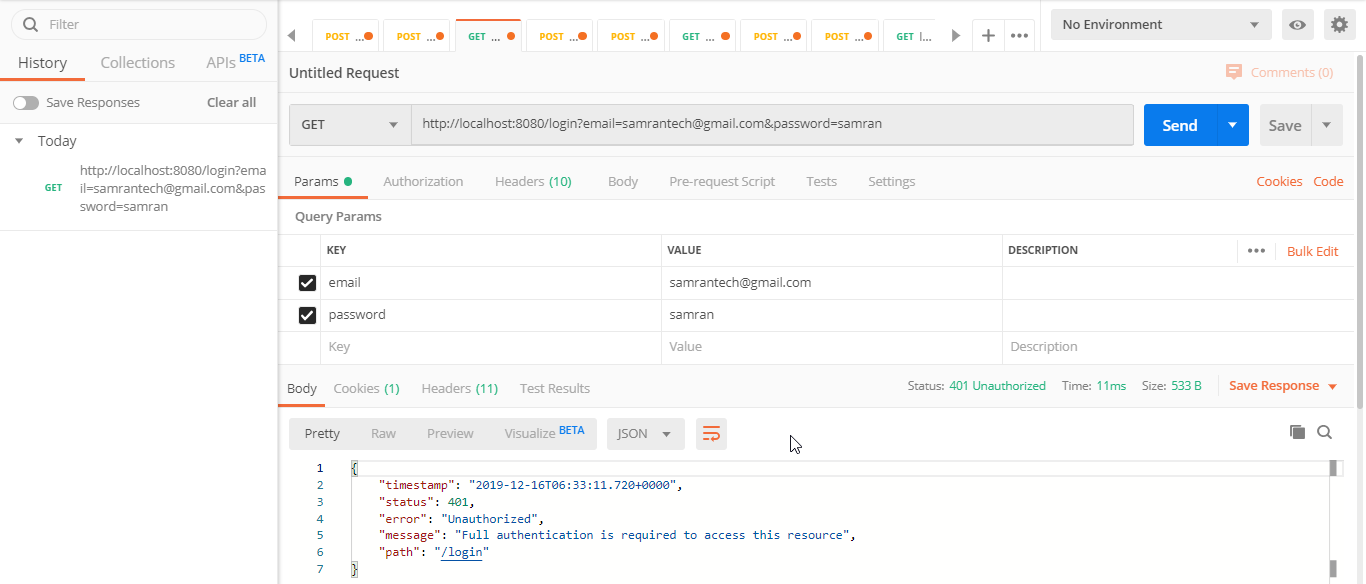 Filter
History Collections APIs BETA
Save Responses Clear all
Today
GET http://localhost:8080/login?ema
il=samrantech@gmail.com&pas
sword=samran
POST ... POST ... GET ... POST ... POST ... GET ... POST ... POST ... GET |...
No Environment
Untitled Request
Comments (0)
GET http://localhost:8080/login?email=samrantech@gmail.com&password=samran Send Save
Params Authorization Headers (10) Body Pre-request Script Tests Settings Cookies Code
Query Params
KEY VALUE DESCRIPTION ••• Bulk Edit
email samrantech@gmail.com
password samran
Key Value Description
Body Cookies (1) Headers (11) Test Results Status: 401 Unauthorized Time: 11ms Size: 533 B Save Response
Pretty Raw Preview Visualize BETA JSON
1 {
2 "timestamp": "2019-12-16T06:33:11.720+0000",
3 "status": 401,
4 "error": "Unauthorized",
5 "message": "Full authentication is required to access this resource",
6 "path": "/login"
7 }